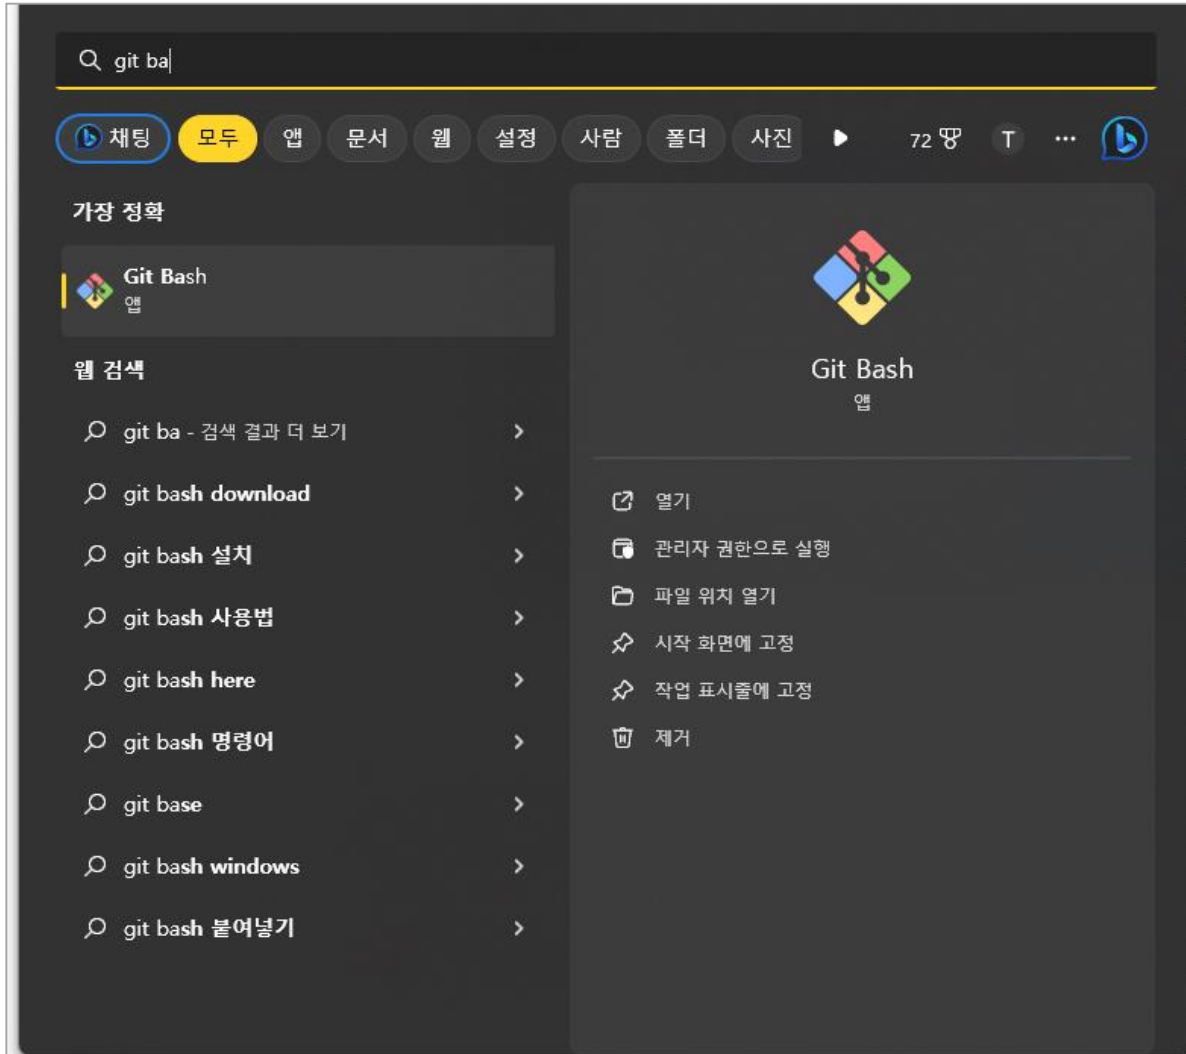 git ba
채팅 모두 앱 문서 웹 설정 사람 폴더 사진 72 T
가장 정확
Git Bash
앱
웹 검색
git ba - 검색 결과 더 보기
git bash download
git bash 설치
git bash 사용법
git bash here
git bash 명령어
git base
git bash windows
git bash 붙여넣기
Git Bash
앱
열기
관리자 권한으로 실행
파일 위치 열기
시작 화면에 고정
작업 표시줄에 고정
제거